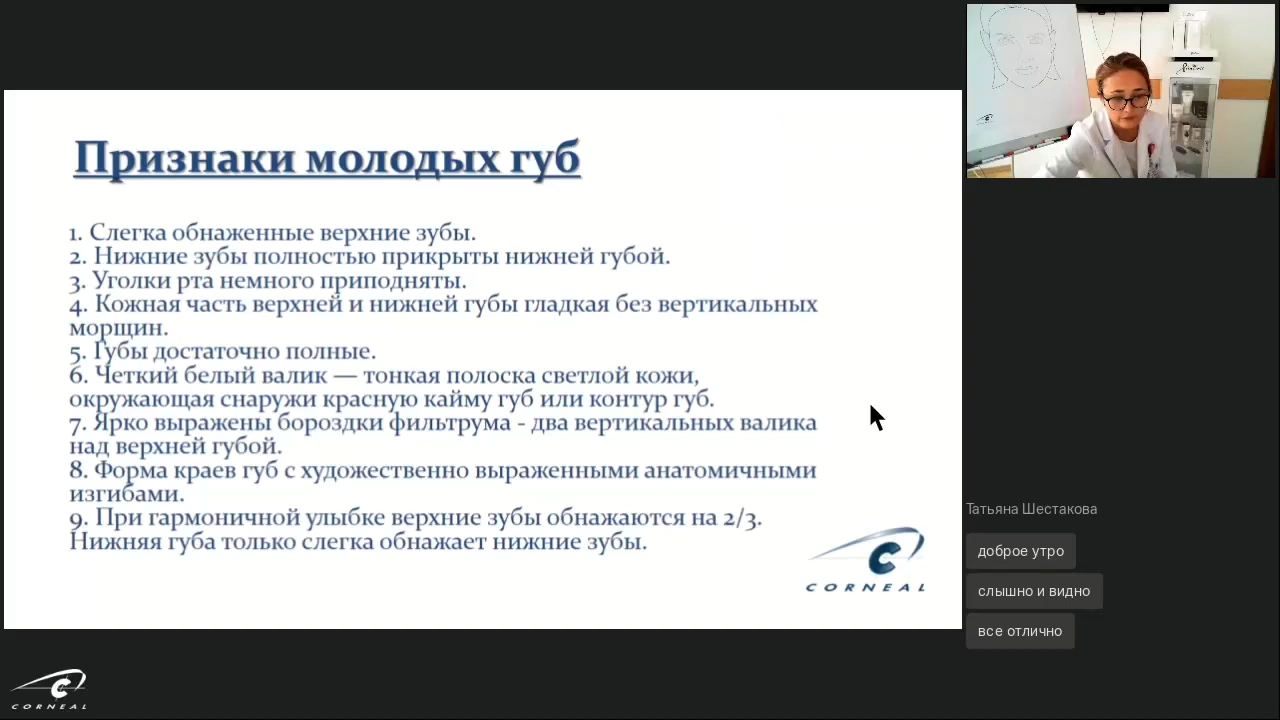 Признаки молодых губ
1. Слегка обнаженные верхние зубы.
2. Нижние зубы полностью прикрыты нижней губой.
3. Уголки рта немного приподняты.
4. Кожная часть верхней и нижней губы гладкая без вертикальных
морщин.
5. Губы достаточно полные.
6. Четкий белый валик — тонкая полоска светлой кожи,
окружающая снаружи красную кайму губ или контур губ.
7. Ярко выражены бороздки фильтрума - два вертикальных валика
над верхней губой.
8. Форма краев губ с художественно выраженными анатомичными
изгибами.
9. При гармоничной улыбке верхние зубы обнажаются на 2/3.
Нижняя губа только слегка обнажает нижние зубы.
CORNEAL
Татьяна Шестакова
доброе утро
слышно и видно
все отлично
CORNEAL